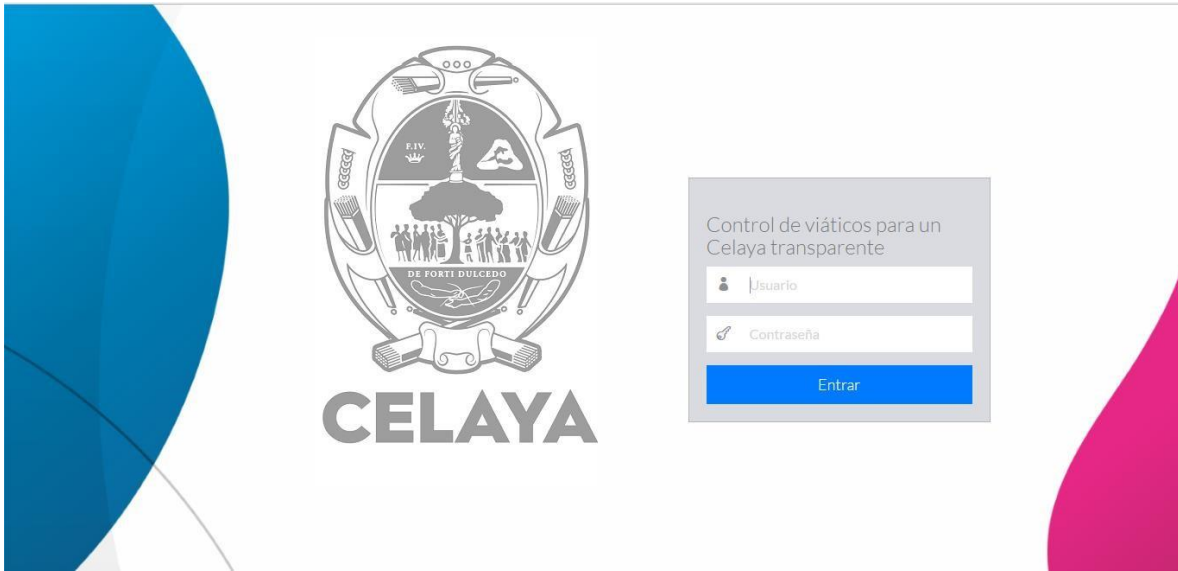 F.IV.
DE FORTI DULCEDO
CELAYA
Control de viáticos para un
Celaya transparente
Usuario
Contraseña
Entrar